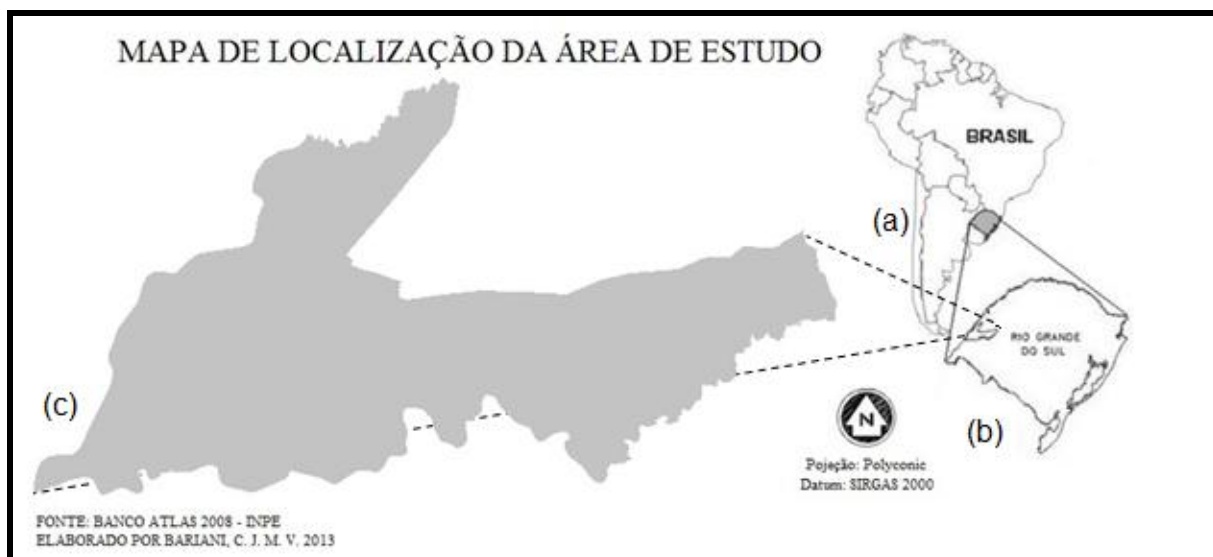 MAPA DE LOCALIZAÇÃO DA ÁREA DE ESTUDO
BRASIL
(a)
RIO GRANDE
DO SUL
(c)
(b)
N
Pojeção: Polyconic
Datum: SIRGAS 2000
FONTE: BANCO ATLAS 2008 - INPE
ELABORADO POR BARIANI, C. J. M. V. 2013